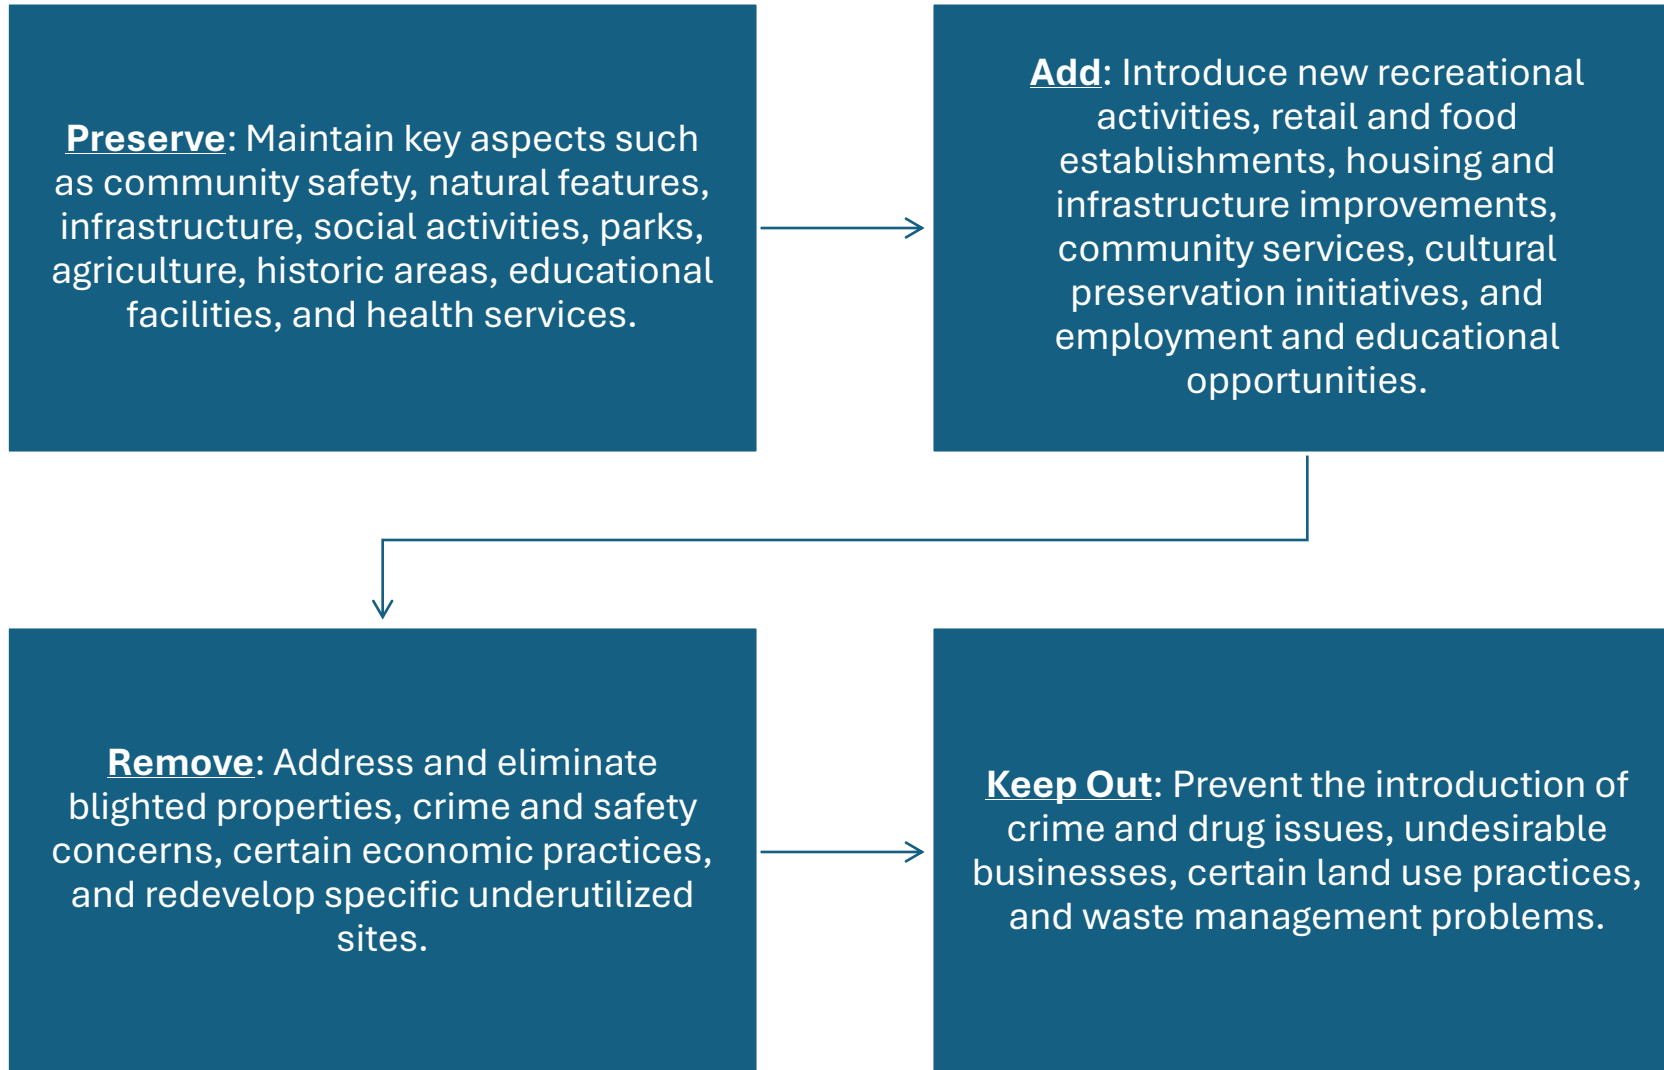 Preserve: Maintain key aspects such
as community safety, natural features,
infrastructure, social activities, parks,
agriculture, historic areas, educational
facilities, and health services.
Add: Introduce new recreational
activities, retail and food
establishments, housing and
infrastructure improvements,
community services, cultural
preservation initiatives, and
employment and educational
opportunities.
Remove: Address and eliminate
blighted properties, crime and safety
concerns, certain economic practices,
and redevelop specific underutilized
sites.
Keep Out: Prevent the introduction of
crime and drug issues, undesirable
businesses, certain land use practices,
and waste management problems.